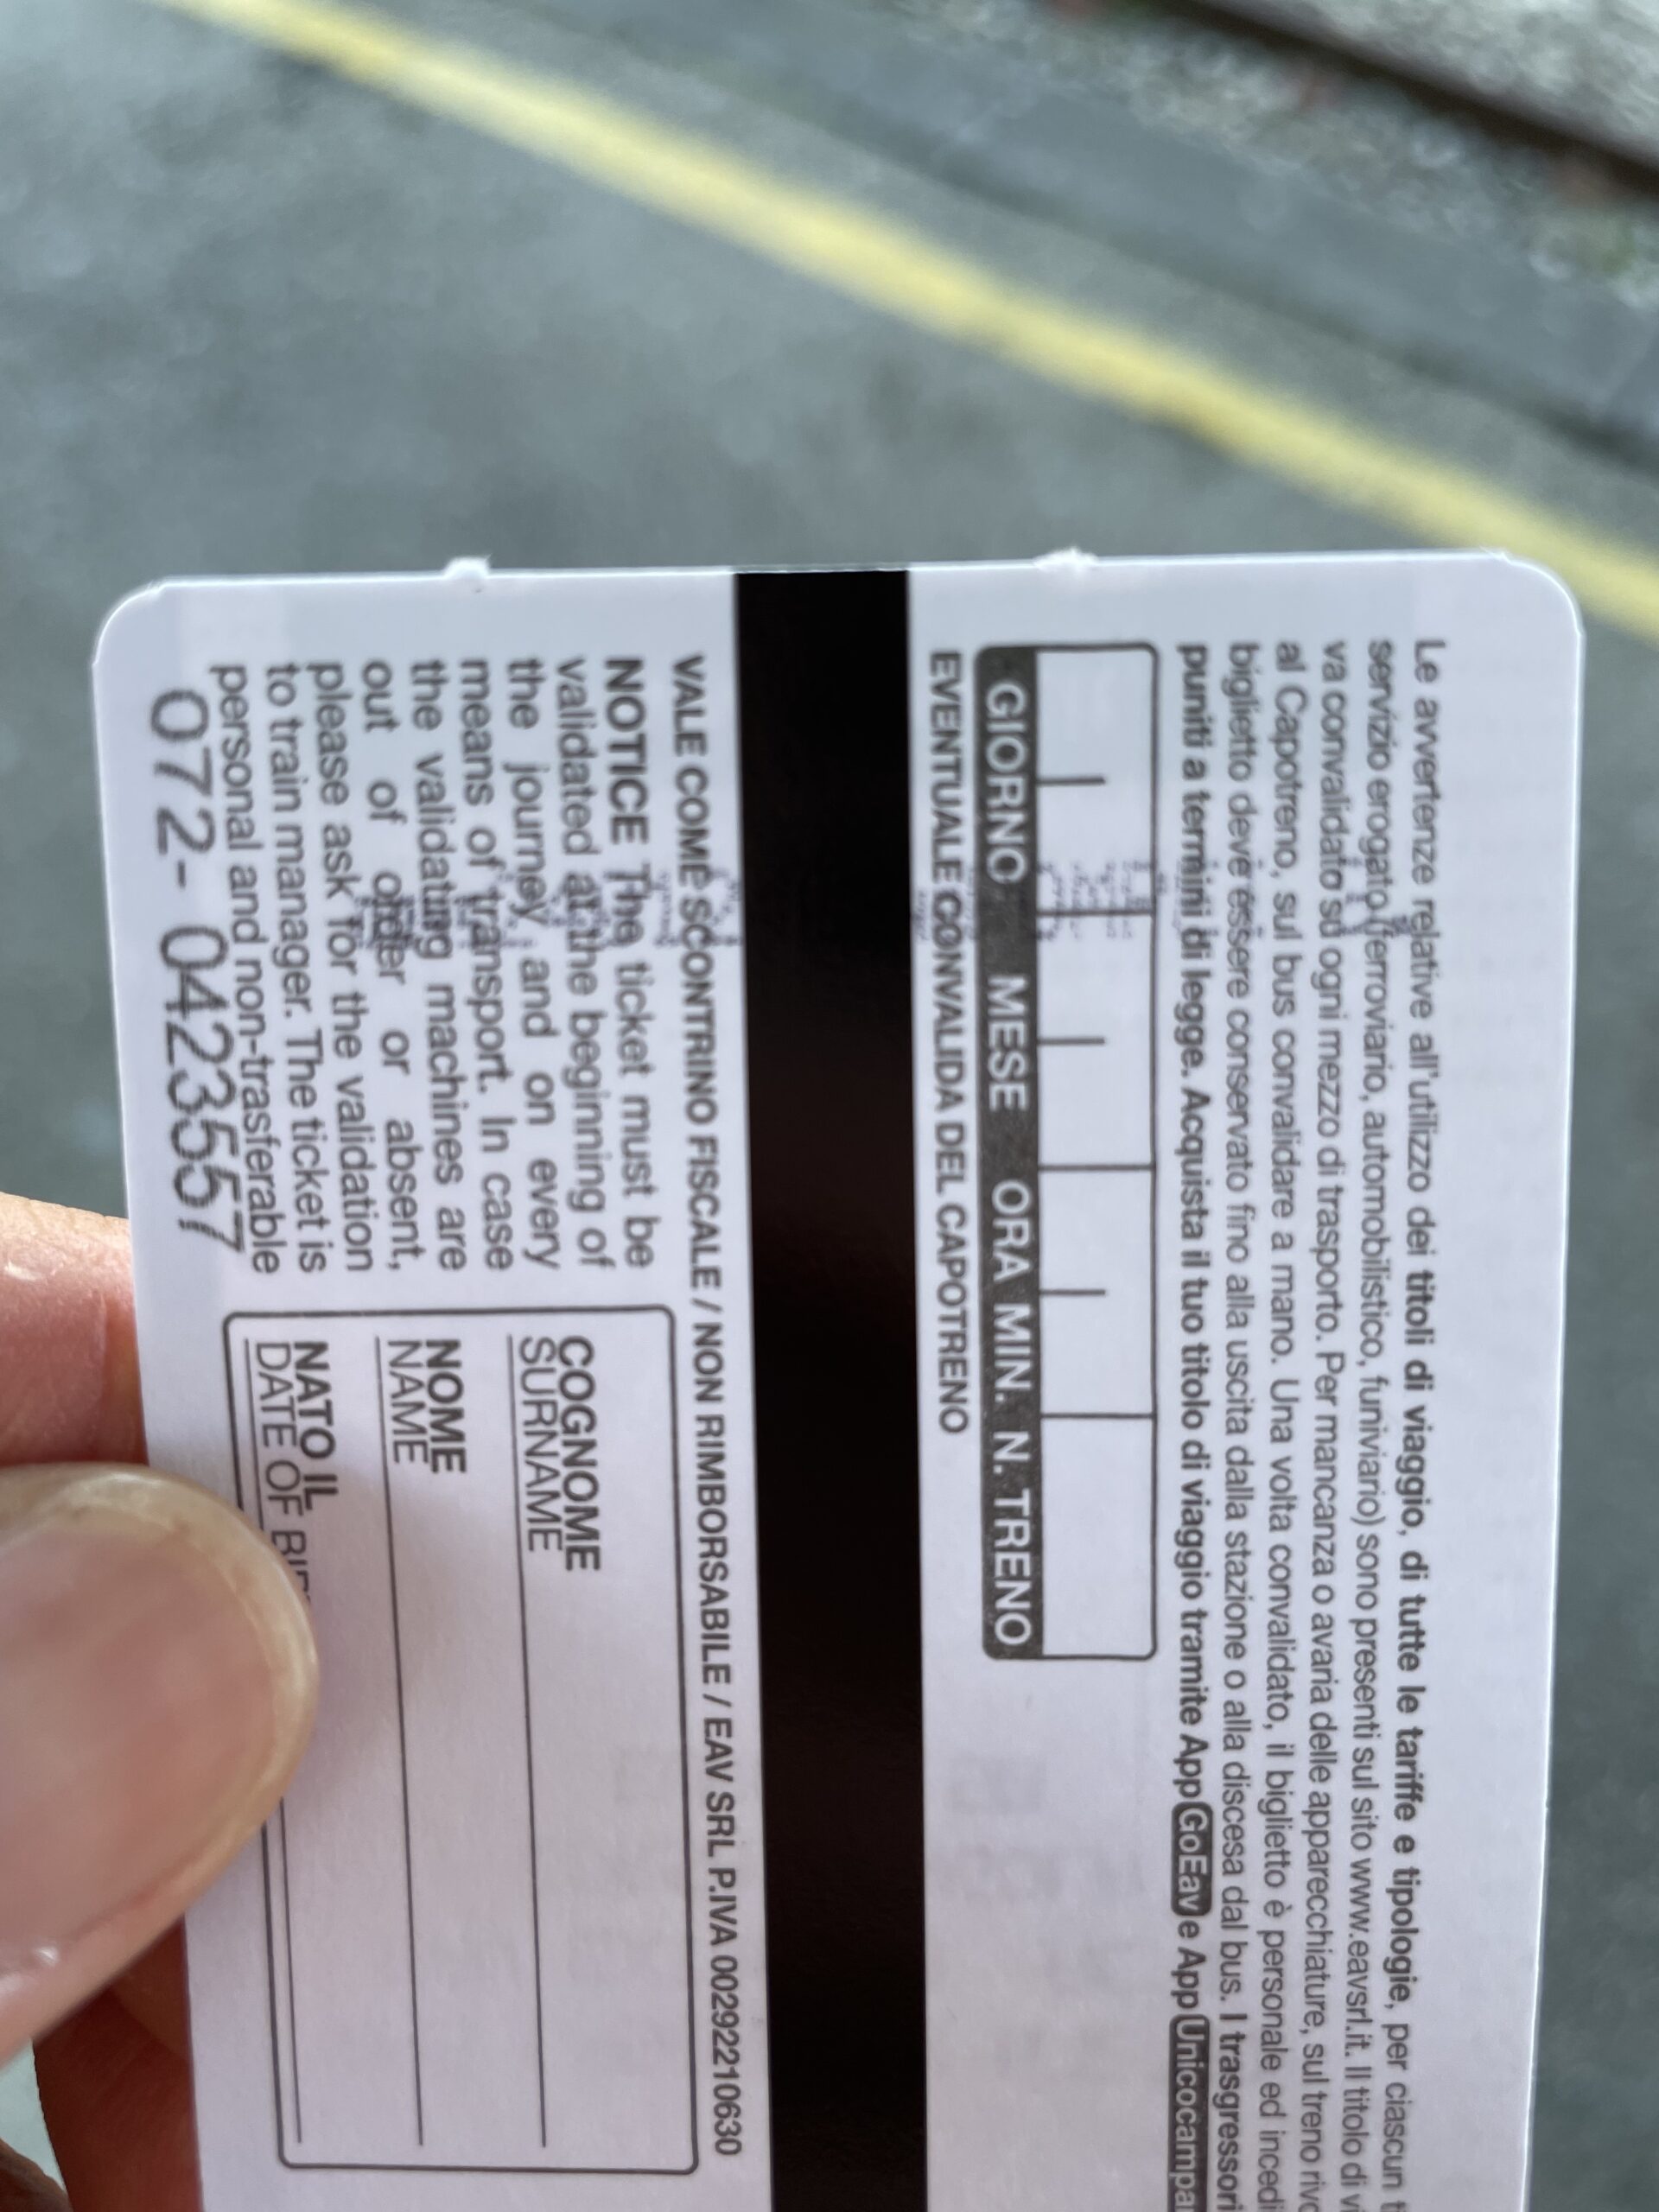 Le avvertenze relative all'utilizzo dei titoli di viaggio, di tutte le tariffe e tipologie, per ciascun
servizio erogato (ferroviario, automobilistico, funiviario) sono presenti sul sito www.eavsrl.it. Il titolo di
va convalidato su ogni mezzo di trasporto. Per mancanza o avaria delle apparecchiature, sul treno
al Capotreno, sul bus convalidare a mano. Una volta convalidato, il biglietto è personale ed
biglietto deve essere conservato fino alla uscita dalla stazione o alla discesa dal bus. I trasgressori
puniti a termini di legge. Acquista il tuo titolo di viaggio tramite App GoEav e App
GIORNO MESE ORA MIN. N. TRENO
EVENTUALE CONVALIDA DEL CAPOTRENO
VALE COME SCONTRINO FISCALE / NON RIMBORSABILE / EAV SRL P.IVA 00292210630
NOTICE The ticket must be
validated at the beginning of
the journey and on every
means of transport. In case
the validating machines are
out of order or absent,
please ask for the validation
to train manager. The ticket is
personal and non-trasferable
072- 0423557
COGNOME
SURNAME
NOME
NAME
NATO IL
DATE OF